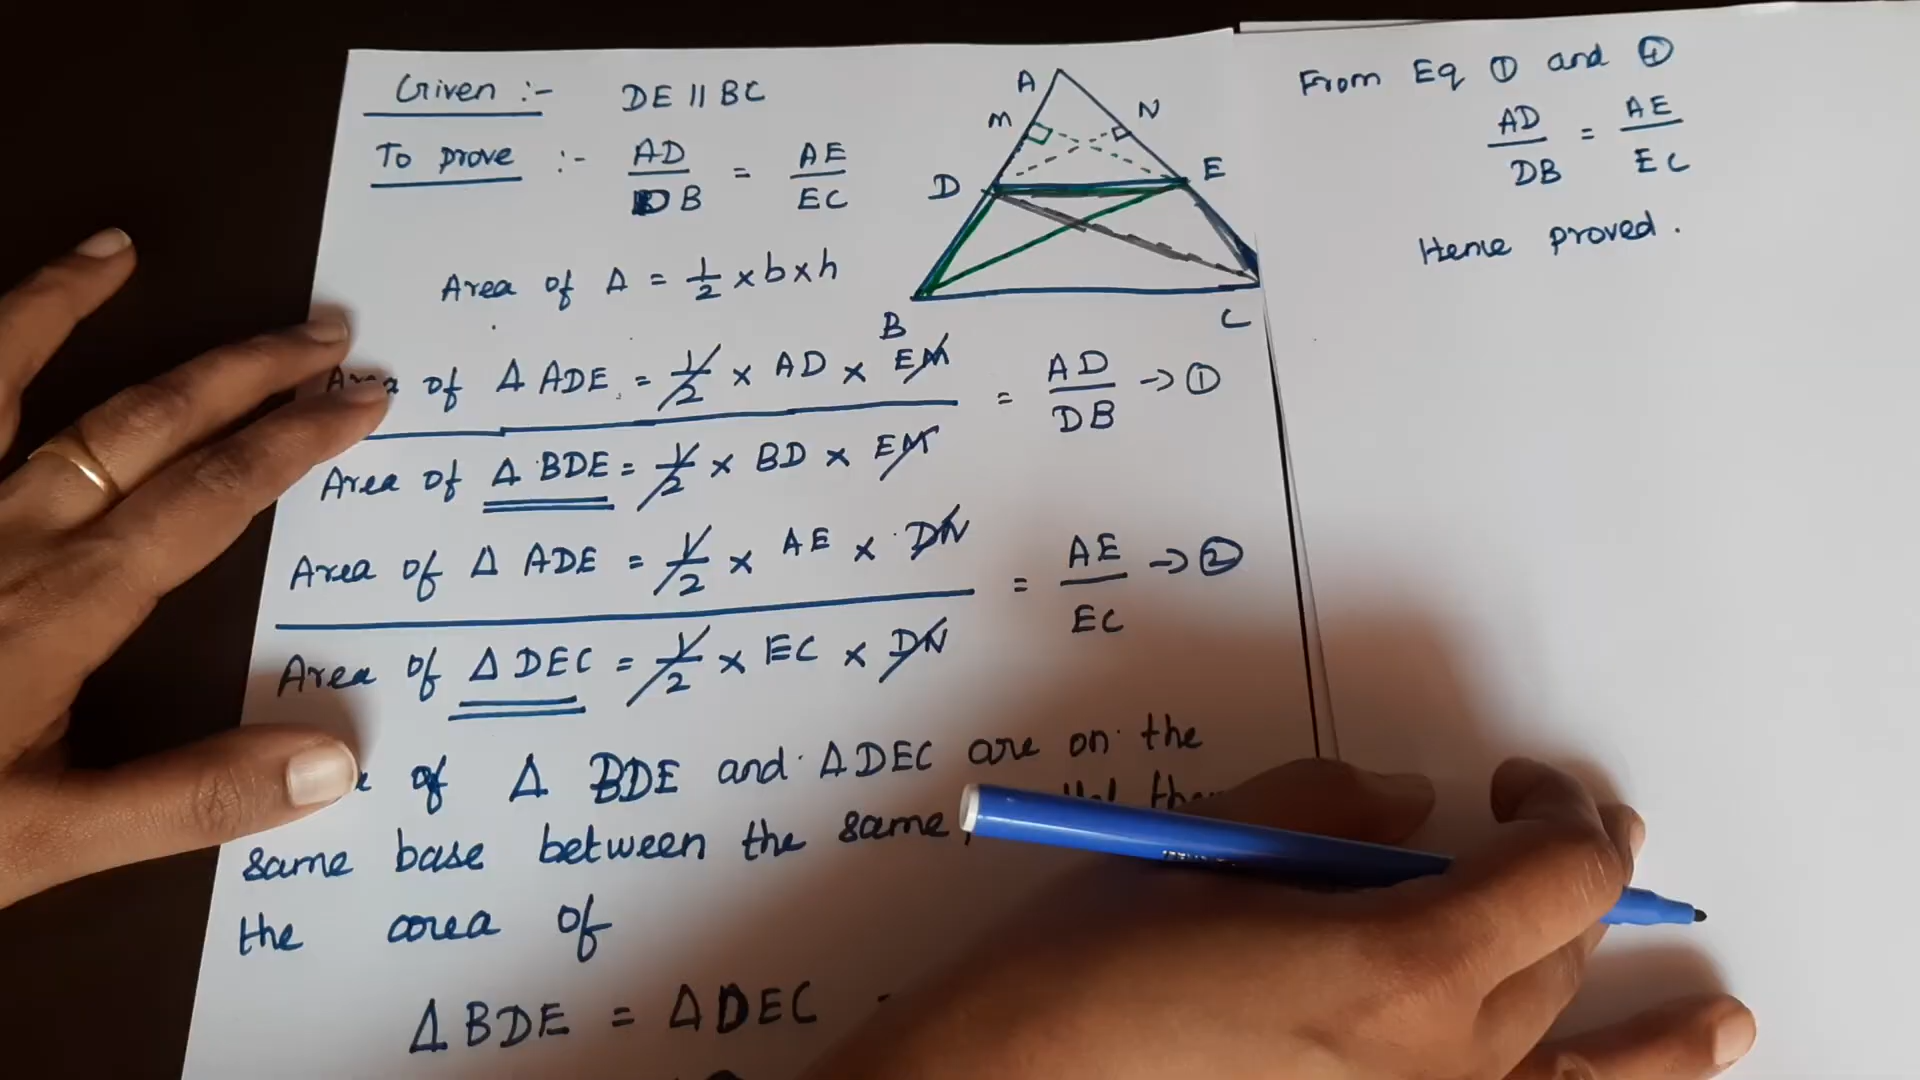 Given :- DE || BC
To prove :- AD/DB = AE/EC
A
M
N
D
E
B
C
Area of Δ = 1/2 × b × h
Area of Δ ADE = 1/2 × AD × EM
Area of Δ BDE = 1/2 × BD × EM
= AD/DB → ①
Area of Δ ADE = 1/2 × AE × DN
Area of Δ DEC = 1/2 × EC × DN
= AE/EC → ②
of Δ BDE and Δ DEC are on the
same base between the same
the area of
Δ BDE = Δ DEC
From Eq ① and ④
AD/DB = AE/EC
Hence proved.